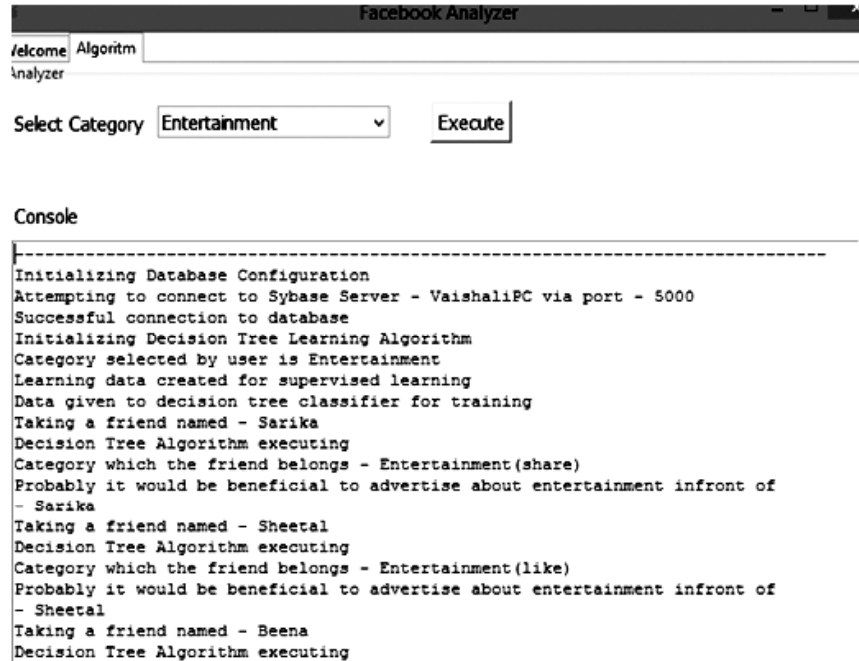 Facebook Analyzer
Welcome Algoritm
Analyzer
Select Category Entertainment Execute
Console
--------------------------------------------------------------------------
Initializing Database Configuration
Attempting to connect to Sybase Server - VaishaliPC via port - 5000
Successful connection to database
Initializing Decision Tree Learning Algorithm
Category selected by user is Entertainment
Learning data created for supervised learning
Data given to decision tree classifier for training
Taking a friend named - Sarika
Decision Tree Algorithm executing
Category which the friend belongs - Entertainment(share)
Probably it would be beneficial to advertise about entertainment infront of
- Sarika
Taking a friend named - Sheetal
Decision Tree Algorithm executing
Category which the friend belongs - Entertainment(like)
Probably it would be beneficial to advertise about entertainment infront of
- Sheetal
Taking a friend named - Beena
Decision Tree Algorithm executing